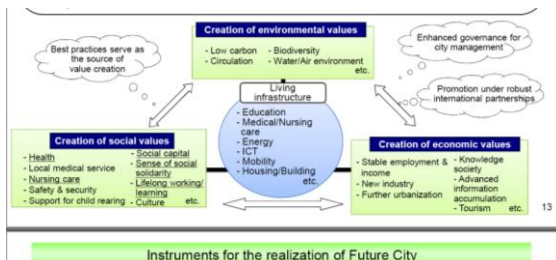 Creation of environmental values
- Low carbon - Biodiversity
- Circulation - Water/Air environment
etc.
Best practices serve as
the source of
value creation
Enhanced governance for
city management
Promotion under robust
international partnerships
Living
infrastructure
- Education
- Medical/Nursing
care
- Energy
- ICT
- Mobility
- Housing/Building
etc.
Creation of social values
- Health
- Local medical service
- Nursing care
- Safety & security
- Support for child rearing
- Social capital
- Sense of social
solidarity
- Lifelong working/
learning
- Culture etc.
Creation of economic values
- Stable employment &
income
- New industry
- Further urbanization
- Knowledge
society
- Advanced
information
accumulation
- Tourism etc.
13
Instruments for the realization of Future City